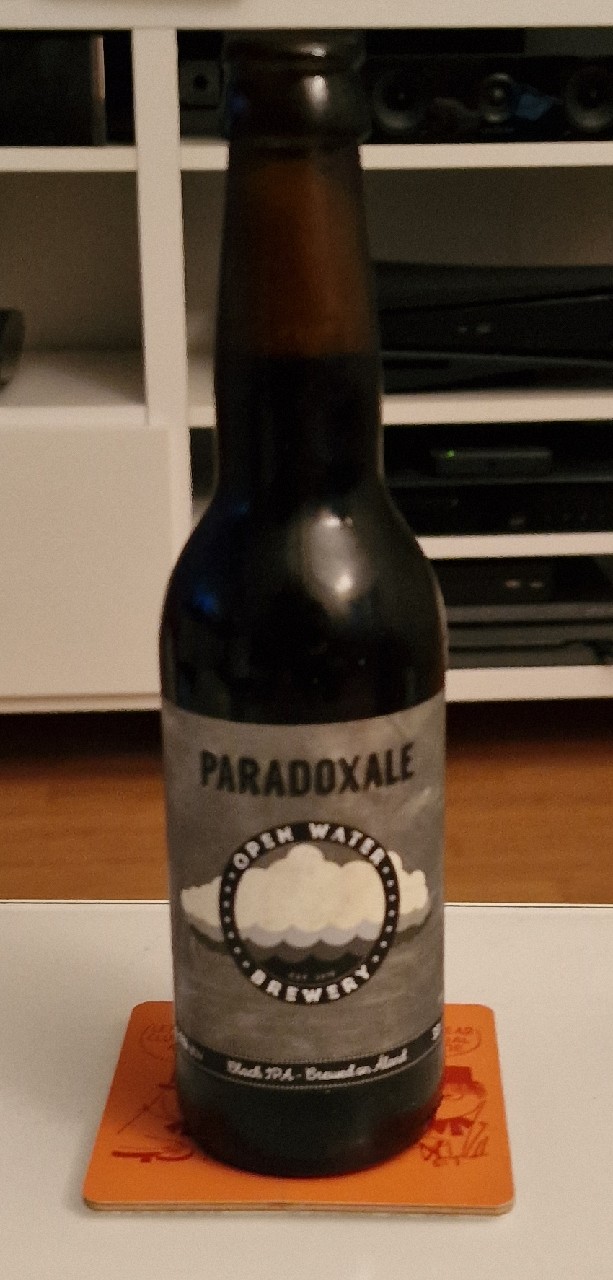 PARADOXALE
OPEN WATER
BREWERY
Black IPA - Brewed on Åland